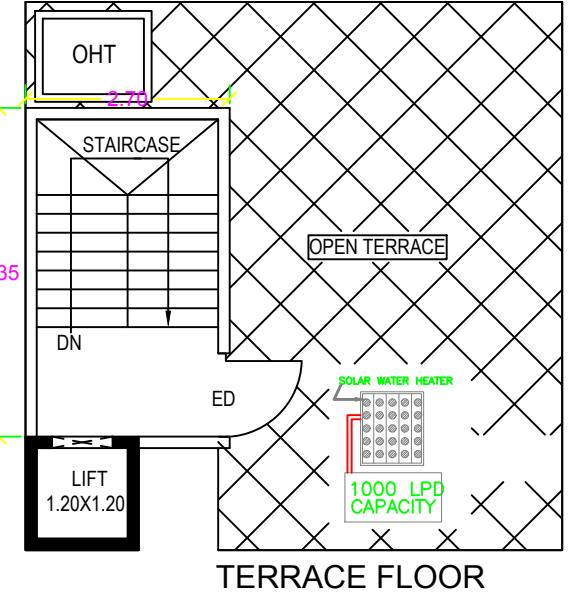 OHT
2.70
STAIRCASE
OPEN TERRACE
35
DN
SOLAR WATER HEATER
ED
LIFT
1.20X1.20
1000 LPD
CAPACITY
TERRACE FLOOR